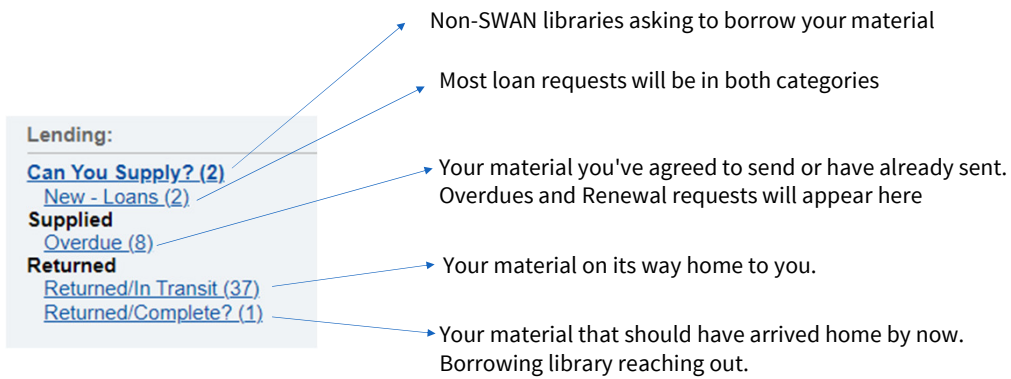 Non-SWAN libraries asking to borrow your material
Most loan requests will be in both categories
Lending:
Can You Supply? (2)
New - Loans (2)
Supplied
Overdue (8)
Returned
Returned/In Transit (37)
Returned/Complete? (1)
Your material you've agreed to send or have already sent.
Overdues and Renewal requests will appear here
Your material on its way home to you.
Your material that should have arrived home by now.
Borrowing library reaching out.